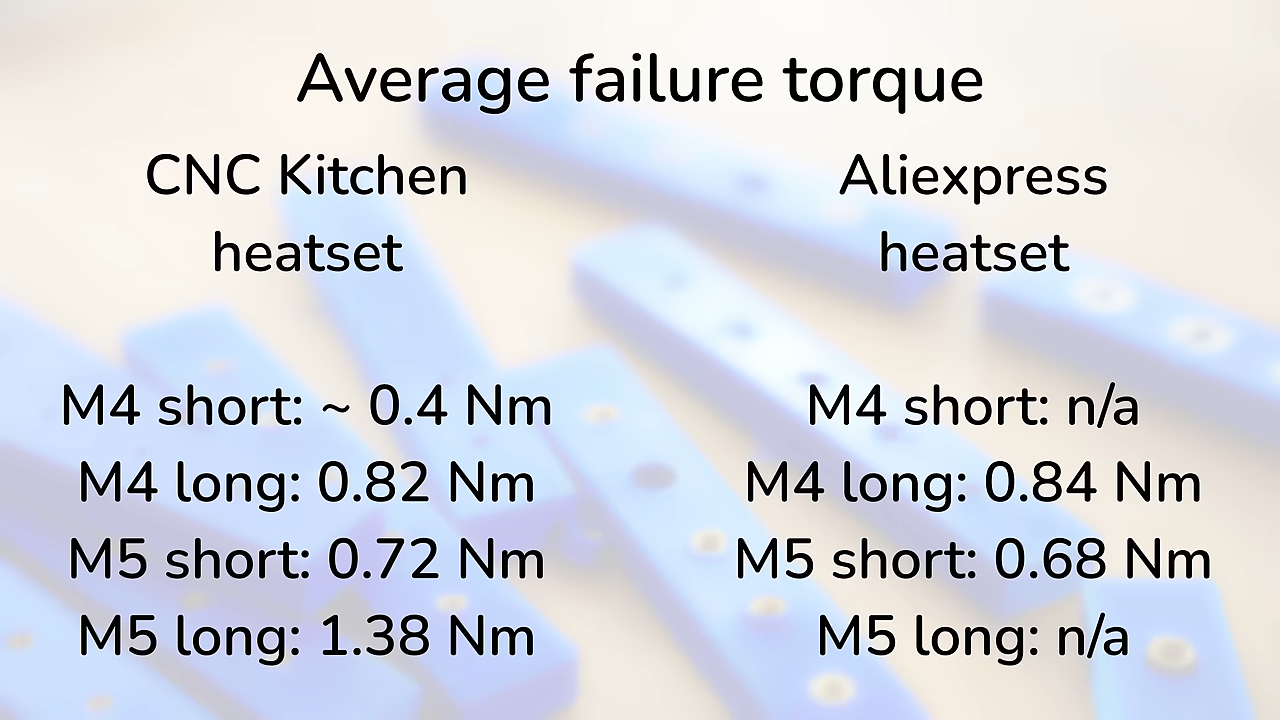 Average failure torque
CNC Kitchen
heatset
M4 short: ~ 0.4 Nm
M4 long: 0.82 Nm
M5 short: 0.72 Nm
M5 long: 1.38 Nm
Aliexpress
heatset
M4 short: n/a
M4 long: 0.84 Nm
M5 short: 0.68 Nm
M5 long: n/a